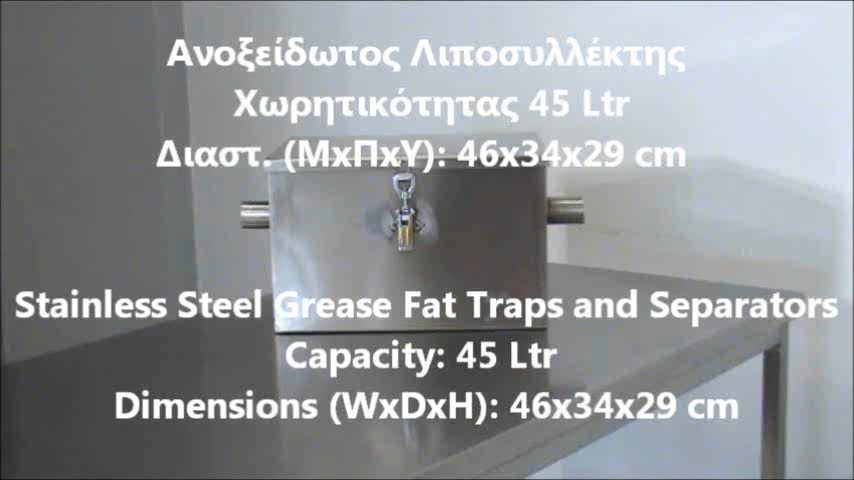 Ανοξείδωτος Λιποσυλλέκτης
Χωρητικότητας 45 Ltr
Διαστ. (ΜxΠxΥ): 46x34x29 cm
Stainless Steel Grease Fat Traps and Separators
Capacity: 45 Ltr
Dimensions (WxDxH): 46x34x29 cm